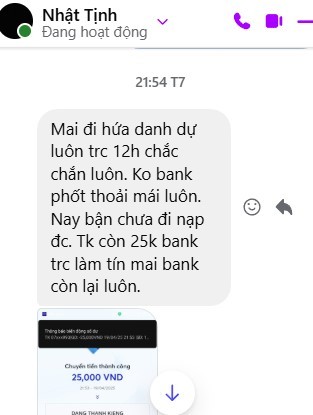 Nhật Tịnh
Đang hoạt động
21:54 T7
Mai đi hứa danh dự
luôn trc 12h chắc
chắn luôn. Ko bank
phốt thoải mái luôn.
Nay bận chưa đi nạp
đc. Tk còn 25k bank
trc làm tín mai bank
còn lại luôn.
Thông báo biến động số dư
Chuyển tiền thành công
25,000 VND
DANG THANH KIENG